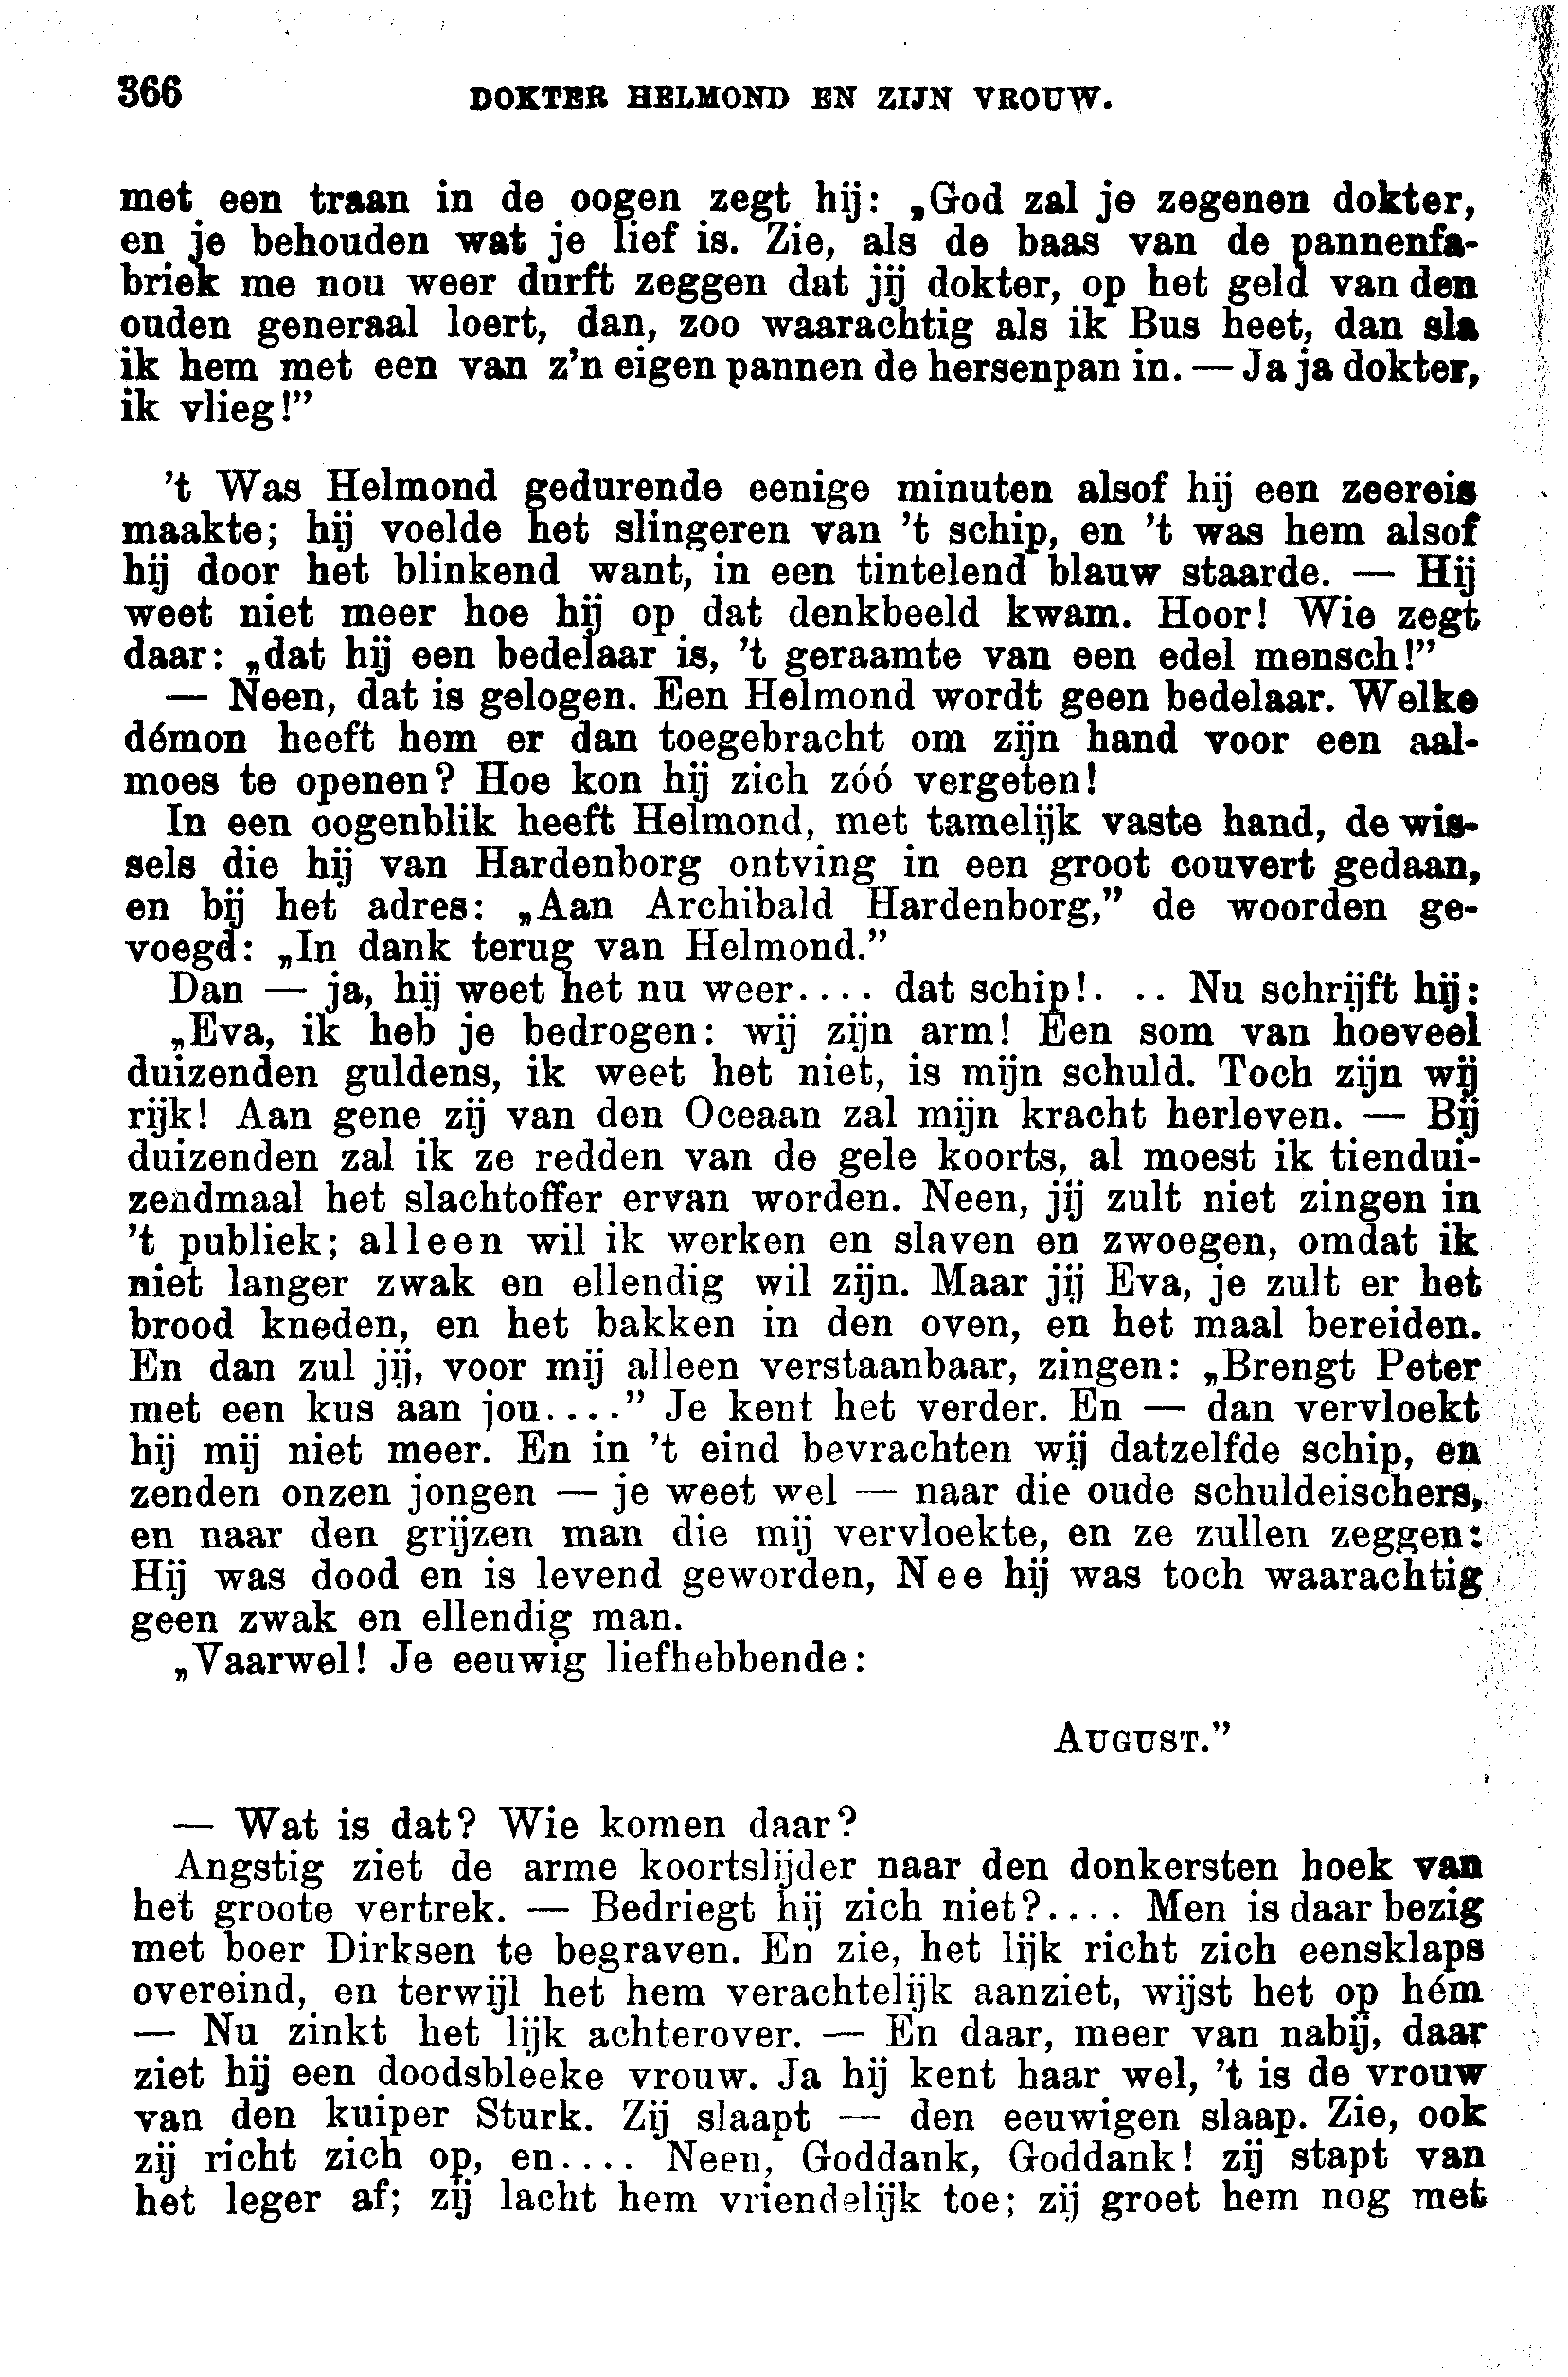 366 DOKTER HELMOND EN ZIJN VROUW.
met een traan in de oogen zegt hij: „God zal je zegenen dokter,
en je behouden wat je lief is. Zie, als de baas van de pannenfa-
briek me nou weer durft zeggen dat jij dokter, op het geld van den
ouden generaal loert, dan, zoo waarachtig als ik Bus heet, dan sla
ik hem met een van z’n eigen pannen de hersenpan in. — Ja ja dokter,
ik vlieg!”
’t Was Helmond gedurende eenige minuten alsof hij een zeereis
maakte; hij voelde het slingeren van ’t schip, en ’t was hem alsof
hij door het blinkend want, in een tintelend blauw staarde. — Hij
weet niet meer hoe hij op dat denkbeeld kwam. Hoor! Wie zegt
daar: „dat hij een bedelaar is, ’t geraamte van een edel mensch!”
— Neen, dat is gelogen. Een Helmond wordt geen bedelaar. Welke
démon heeft hem er dan toegebracht om zijn hand voor een aal-
moes te openen? Hoe kon hij zich zóó vergeten!
In een oogenblik heeft Helmond, met tamelijk vaste hand, de wis-
sels die hij van Hardenborg ontving in een groot couvert gedaan,
en bij het adres: „Aan Archibald Hardenborg,” de woorden ge-
voegd: „In dank terug van Helmond.”
Dan — ja, hij weet het nu weer.... dat schip!. .. Nu schrijft hij:
„Eva, ik heb je bedrogen: wij zijn arm! Een som van hoeveel
duizenden guldens, ik weet het niet, is mijn schuld. Toch zijn wij
rijk! Aan gene zij van den Oceaan zal mijn kracht herleven. — Bij
duizenden zal ik ze redden van de gele koorts, al moest ik tiendui-
zendmaal het slachtoffer ervan worden. Neen, jij zult niet zingen in
’t publiek; alleen wil ik werken en slaven en zwoegen, omdat ik
niet langer zwak en ellendig wil zijn. Maar jij Eva, je zult er het
brood kneden, en het bakken in den oven, en het maal bereiden.
En dan zul jij, voor mij alleen verstaanbaar, zingen: „Brengt Peter
met een kus aan jou....” Je kent het verder. En — dan vervloekt
hij mij niet meer. En in ’t eind bevrachten wij datzelfde schip, en
zenden onzen jongen — je weet wel — naar die oude schuldeischers,
en naar den grijzen man die mij vervloekte, en ze zullen zeggen:
Hij was dood en is levend geworden, Nee hij was toch waarachtig
geen zwak en ellendig man.
„Vaarwel! Je eeuwig liefhebbende:
AUGUST.”
— Wat is dat? Wie komen daar?
Angstig ziet de arme koortslijder naar den donkersten hoek van
het groote vertrek. — Bedriegt hij zich niet?.... Men is daar bezig
met boer Dirksen te begraven. En zie, het lijk richt zich eensklaps
overeind, en terwijl het hem verachtelijk aanziet, wijst het op hém
— Nu zinkt het lijk achterover. — En daar, meer van nabij, daar
ziet hij een doodsbleeke vrouw. Ja hij kent haar wel, ’t is de vrouw
van den kuiper Sturk. Zij slaapt — den eeuwigen slaap. Zie, ook
zij richt zich op, en.... Neen, Goddank, Goddank! zij stapt van
het leger af; zij lacht hem vriendelijk toe; zij groet hem nog met